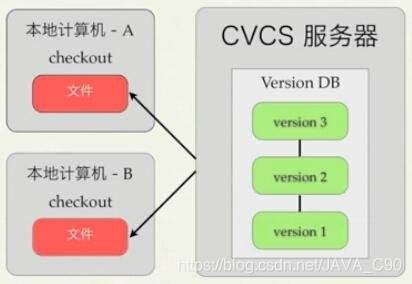 本地计算机 - A
checkout
文件
本地计算机 - B
checkout
文件
CVCS 服务器
Version DB
version 3
version 2
version 1
https://blog.csdn.net/JAVA_C90